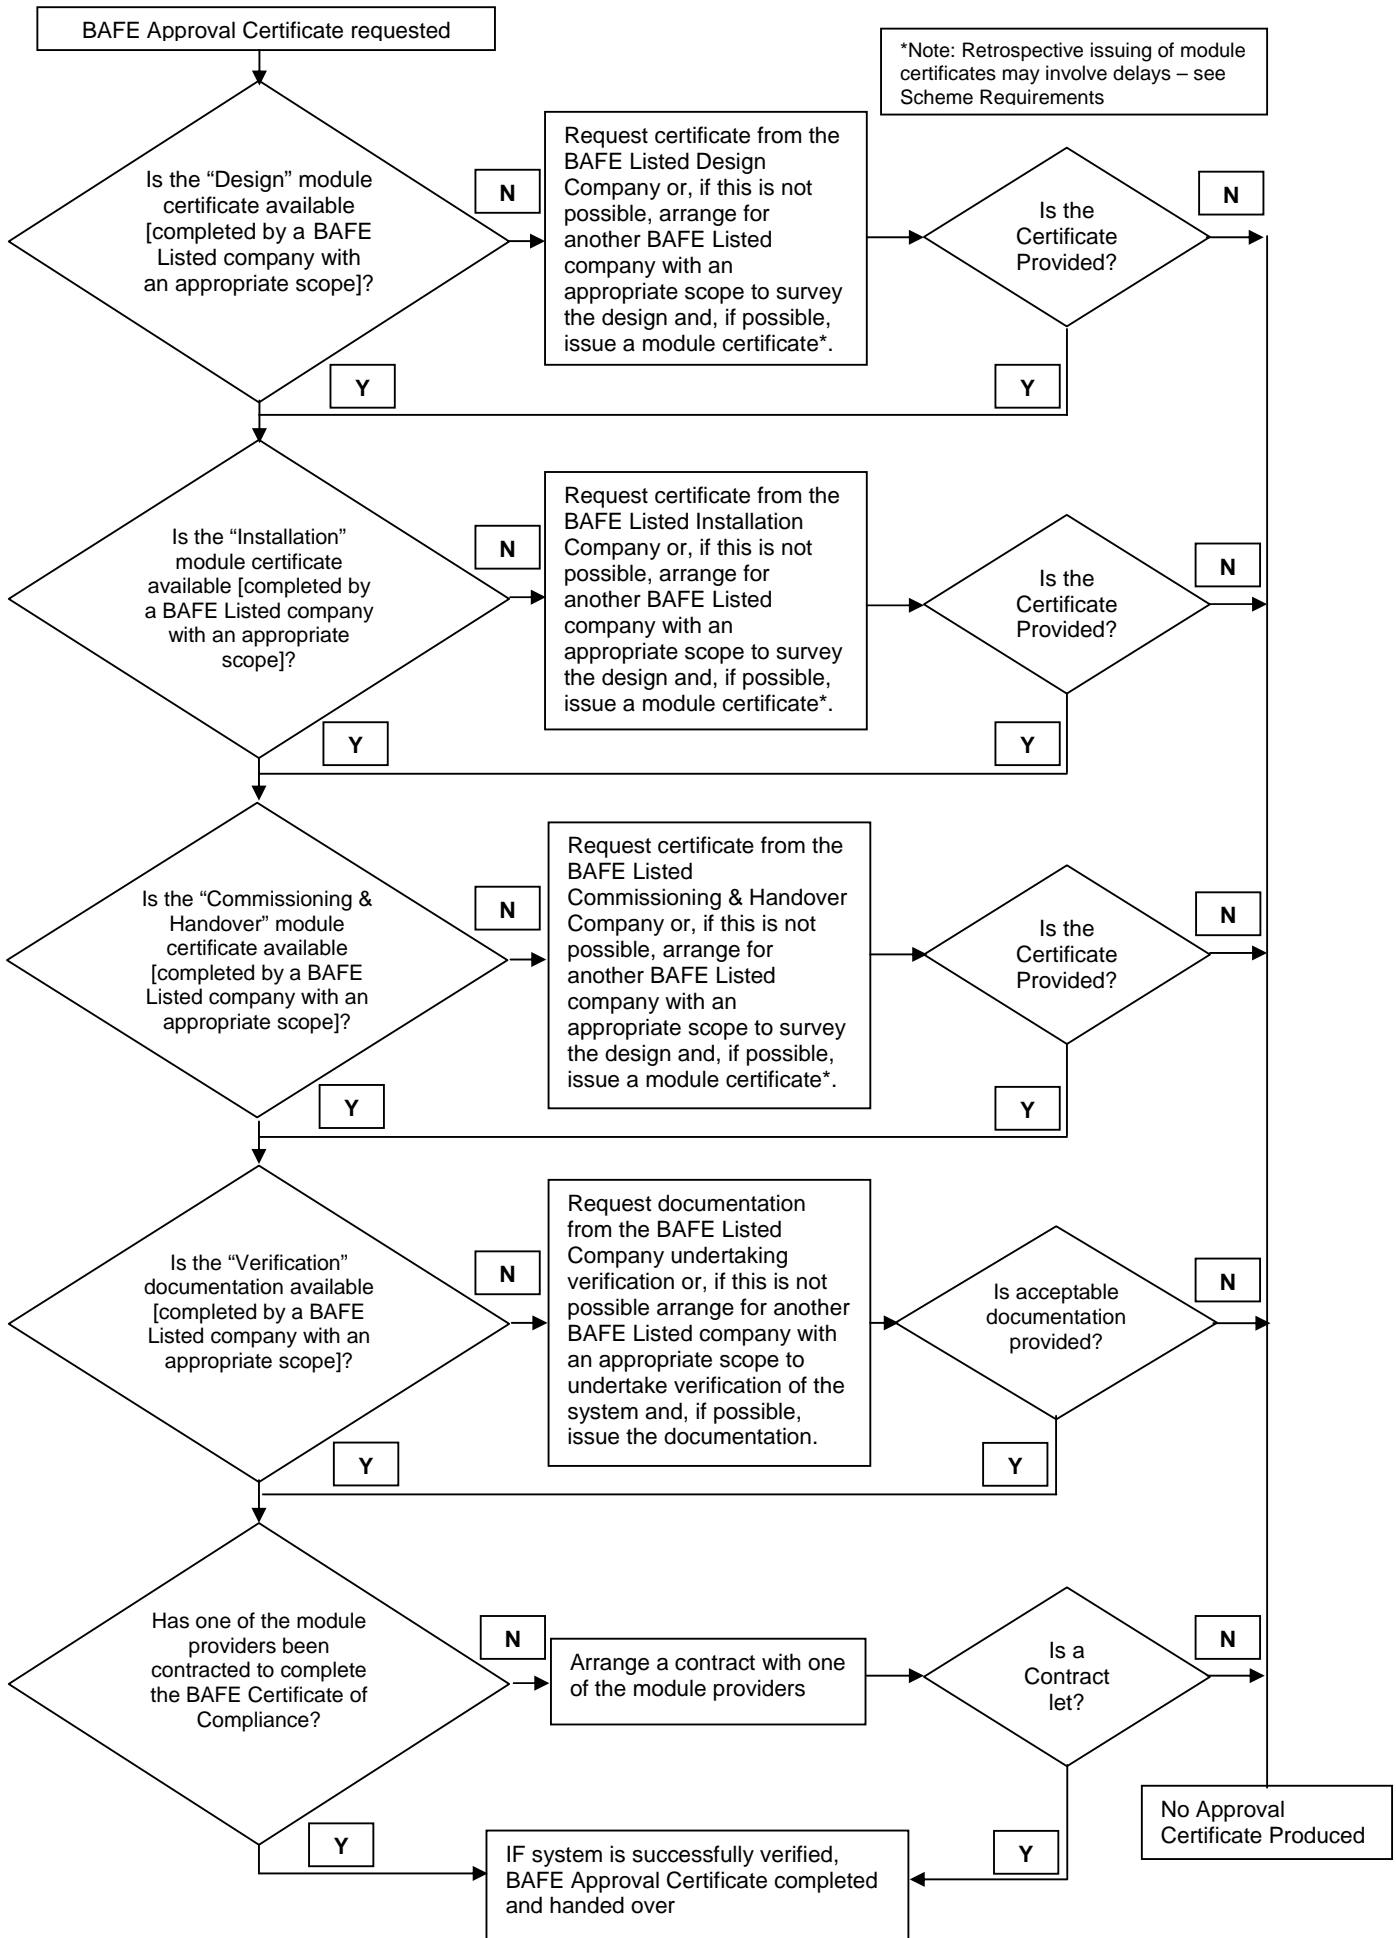 BAFE Approval Certificate requested
*Note: Retrospective issuing of module
certificates may involve delays – see
Scheme Requirements
Is the “Design” module
certificate available
[completed by a BAFE
Listed company with
an appropriate scope]?
N
Request certificate from the
BAFE Listed Design
Company or, if this is not
possible, arrange for
another BAFE Listed
company with an
appropriate scope to survey
the design and, if possible,
issue a module certificate*.
Is the
Certificate
Provided?
N
Y
Y
Is the “Installation”
module certificate
available [completed by
a BAFE Listed company
with an appropriate
scope]?
N
Request certificate from the
BAFE Listed Installation
Company or, if this is not
possible, arrange for
another BAFE Listed
company with an
appropriate scope to survey
the design and, if possible,
issue a module certificate*.
Is the
Certificate
Provided?
N
Y
Y
Is the “Commissioning &
Handover” module
certificate available
[completed by a BAFE
Listed company with an
appropriate scope]?
N
Request certificate from the
BAFE Listed
Commissioning & Handover
Company or, if this is not
possible, arrange for
another BAFE Listed
company with an
appropriate scope to survey
the design and, if possible,
issue a module certificate*.
Is the
Certificate
Provided?
N
Y
Y
Is the “Verification”
documentation available
[completed by a BAFE
Listed company with an
appropriate scope]?
N
Request documentation
from the BAFE Listed
Company undertaking
verification or, if this is not
possible arrange for another
BAFE Listed company with
an appropriate scope to
undertake verification of the
system and, if possible,
issue the documentation.
Is acceptable
documentation
provided?
N
Y
Y
Has one of the module
providers been
contracted to complete
the BAFE Certificate of
Compliance?
N
Arrange a contract with one
of the module providers
Is a
Contract
let?
N
Y
Y
IF system is successfully verified,
BAFE Approval Certificate completed
and handed over
No Approval
Certificate Produced